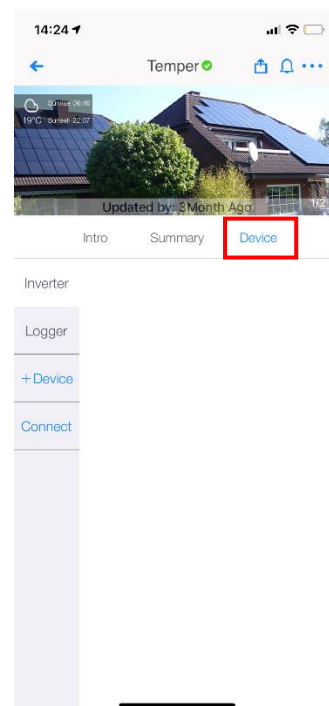 14:24
Temper
Sunrise 06:46
19°C Sunset 22:07
Updated by: 3Month Ago
1/2
Intro Summary Device
Inverter
Logger
+Device
Connect